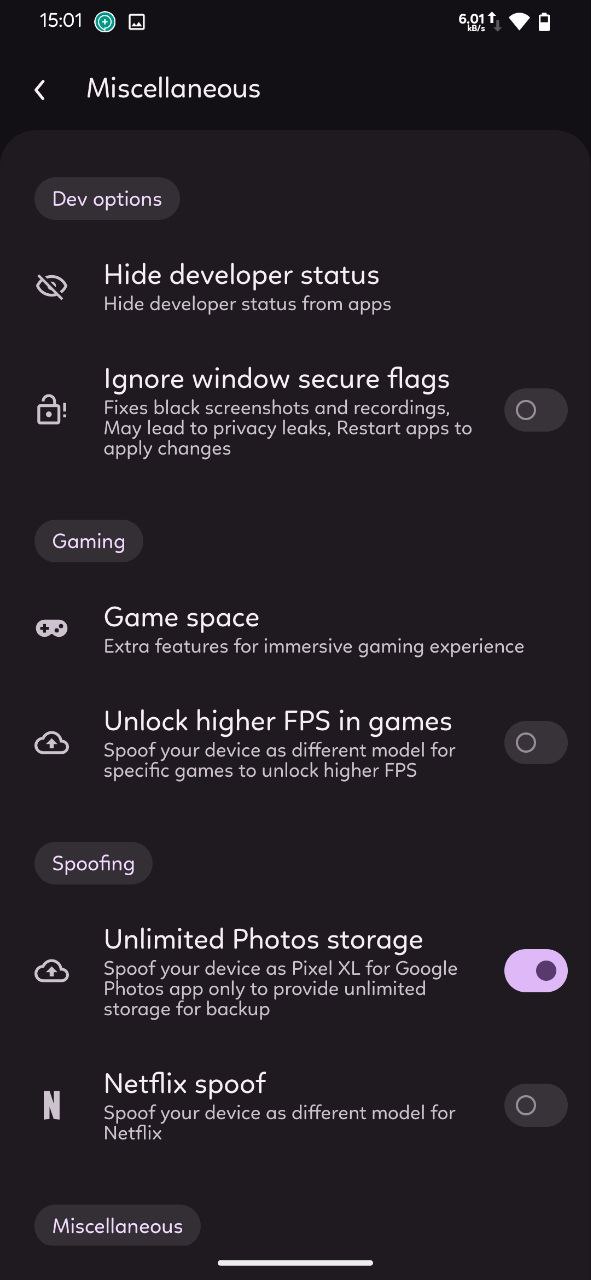 15:01
6.01
kB/s
Miscellaneous
Dev options
Hide developer status
Hide developer status from apps
Ignore window secure flags
Fixes black screenshots and recordings,
May lead to privacy leaks, Restart apps to
apply changes
Gaming
Game space
Extra features for immersive gaming experience
Unlock higher FPS in games
Spoof your device as different model for
specific games to unlock higher FPS
Spoofing
Unlimited Photos storage
Spoof your device as Pixel XL for Google
Photos app only to provide unlimited
storage for backup
N
Netflix spoof
Spoof your device as different model for
Netflix
Miscellaneous